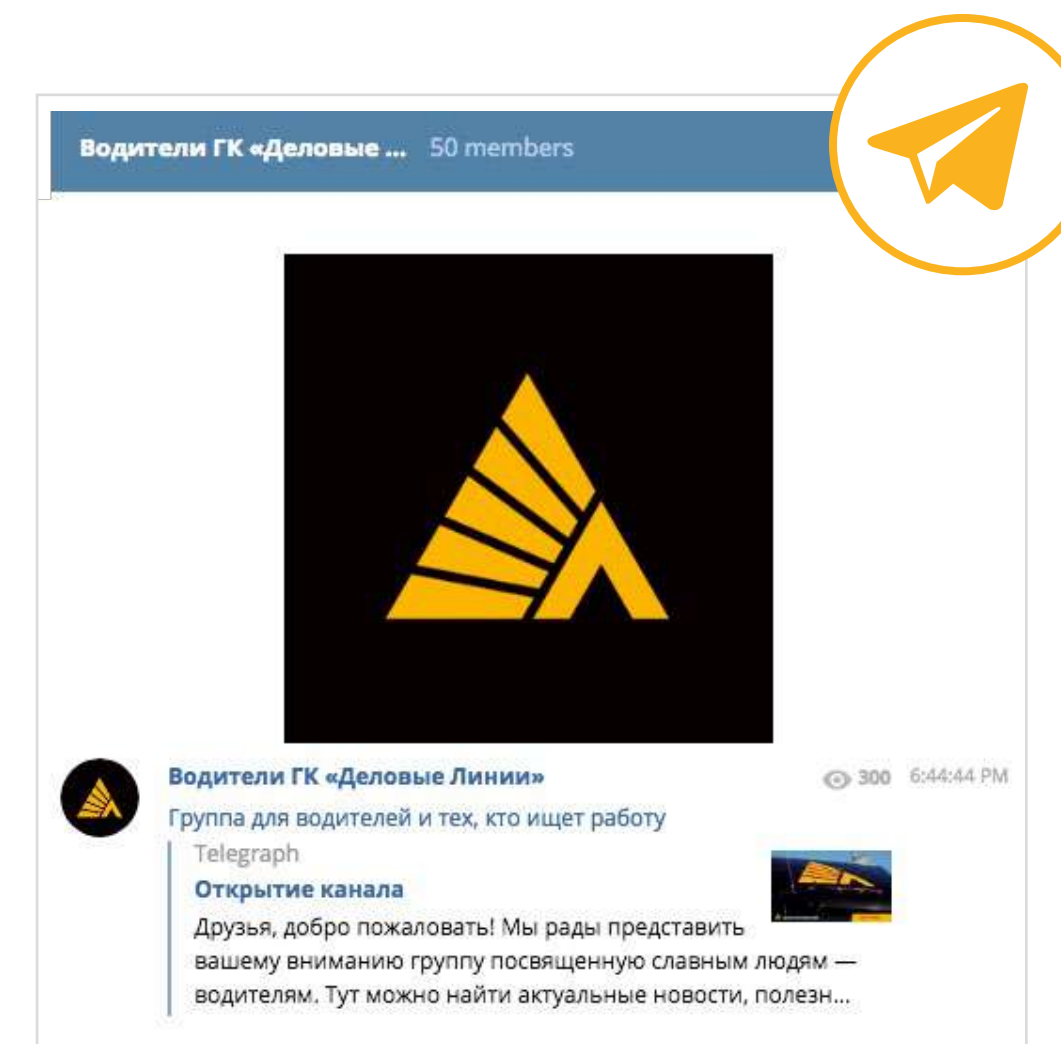 Водители ГК «Деловые ... 50 members
Водители ГК «Деловые Линии» 300 6:44:44 PM
Группа для водителей и тех, кто ищет работу
Telegraph
Открытие канала
Друзья, добро пожаловать! Мы рады представить
вашему вниманию группу посвященную славным людям —
водителям. Тут можно найти актуальные новости, полезн...